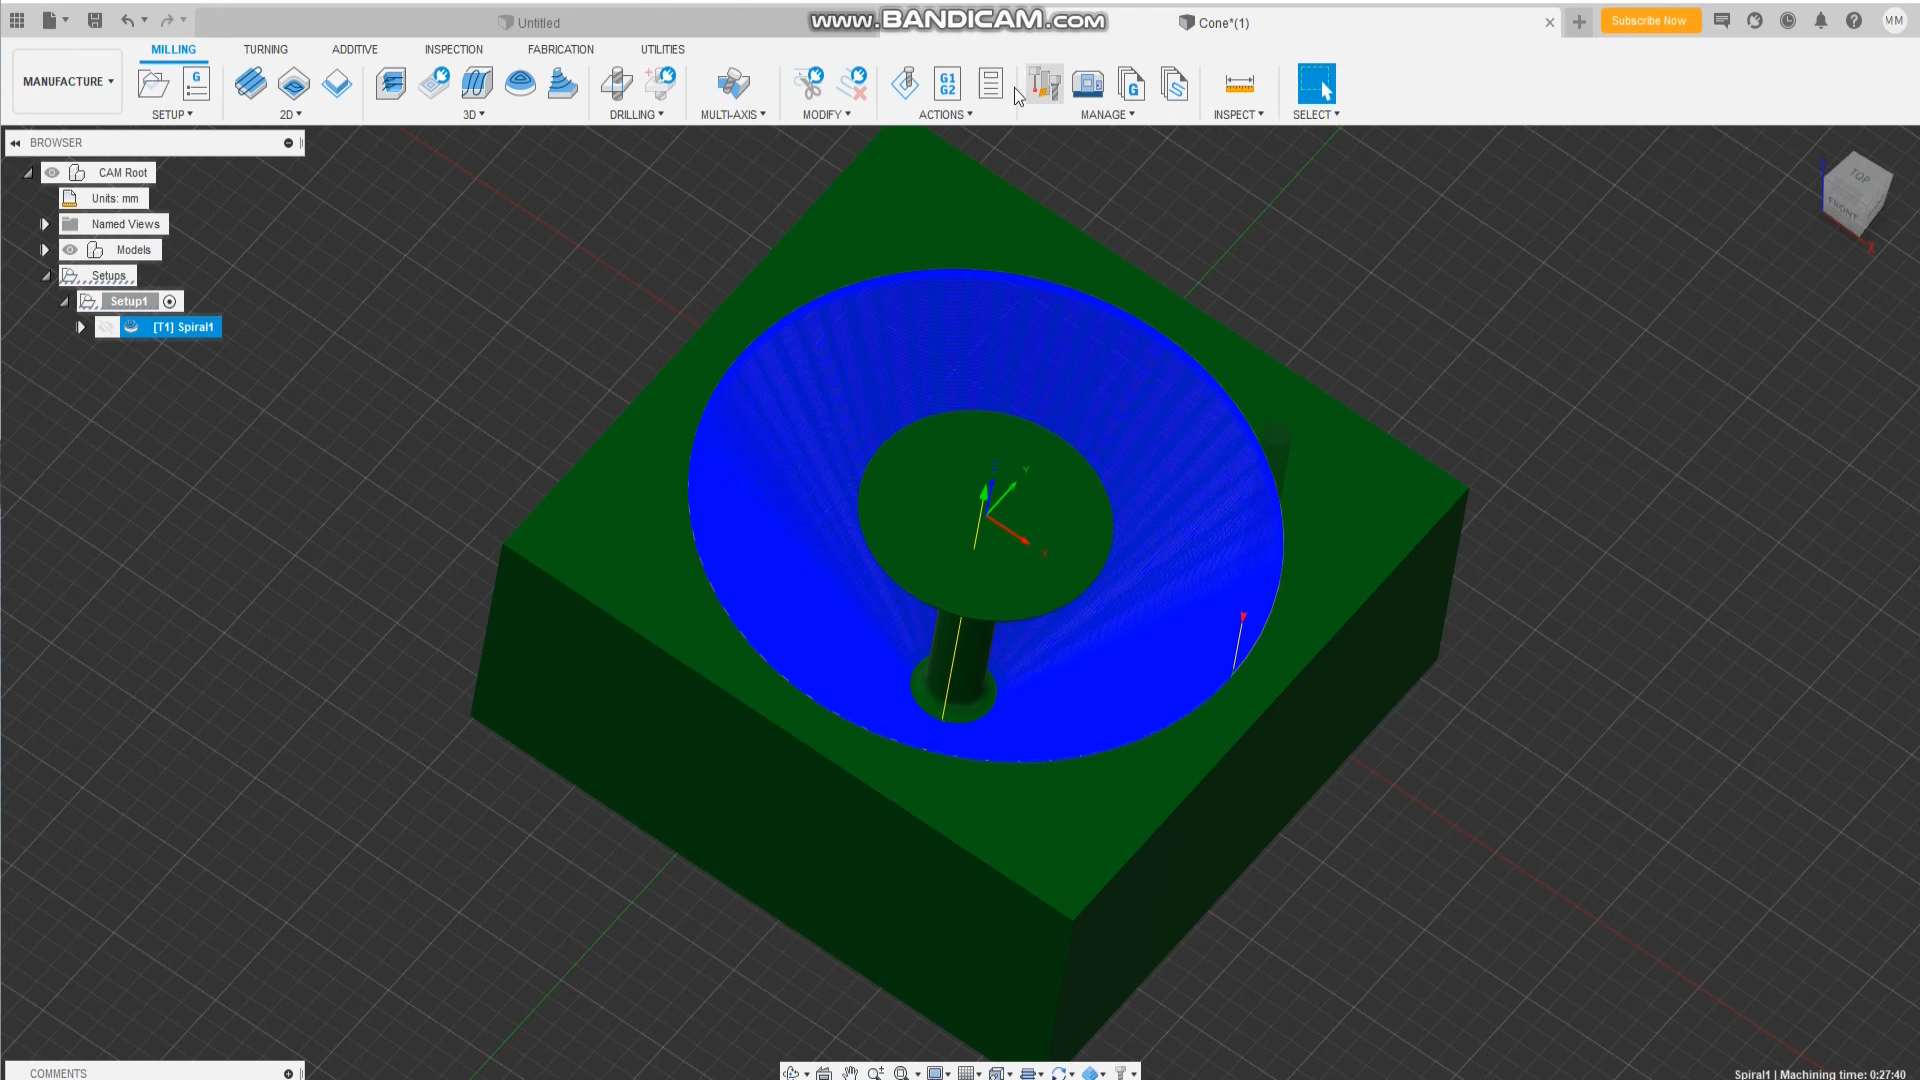 Untitled
www.BANDICAM.com
Cone*(1)
Subscribe Now
MM
MANUFACTURE
MILLING
TURNING
ADDITIVE
INSPECTION
FABRICATION
UTILITIES
G
G1
G2
G
S
SETUP
2D
3D
DRILLING
MULTI-AXIS
MODIFY
ACTIONS
MANAGE
INSPECT
SELECT
BROWSER
CAM Root
Units: mm
Named Views
Models
Setups
Setup1
[T1] Spiral1
TOP
FRONT
Z
X
Z
Y
X
COMMENTS
Spiral1 | Machining time: 0:27:40